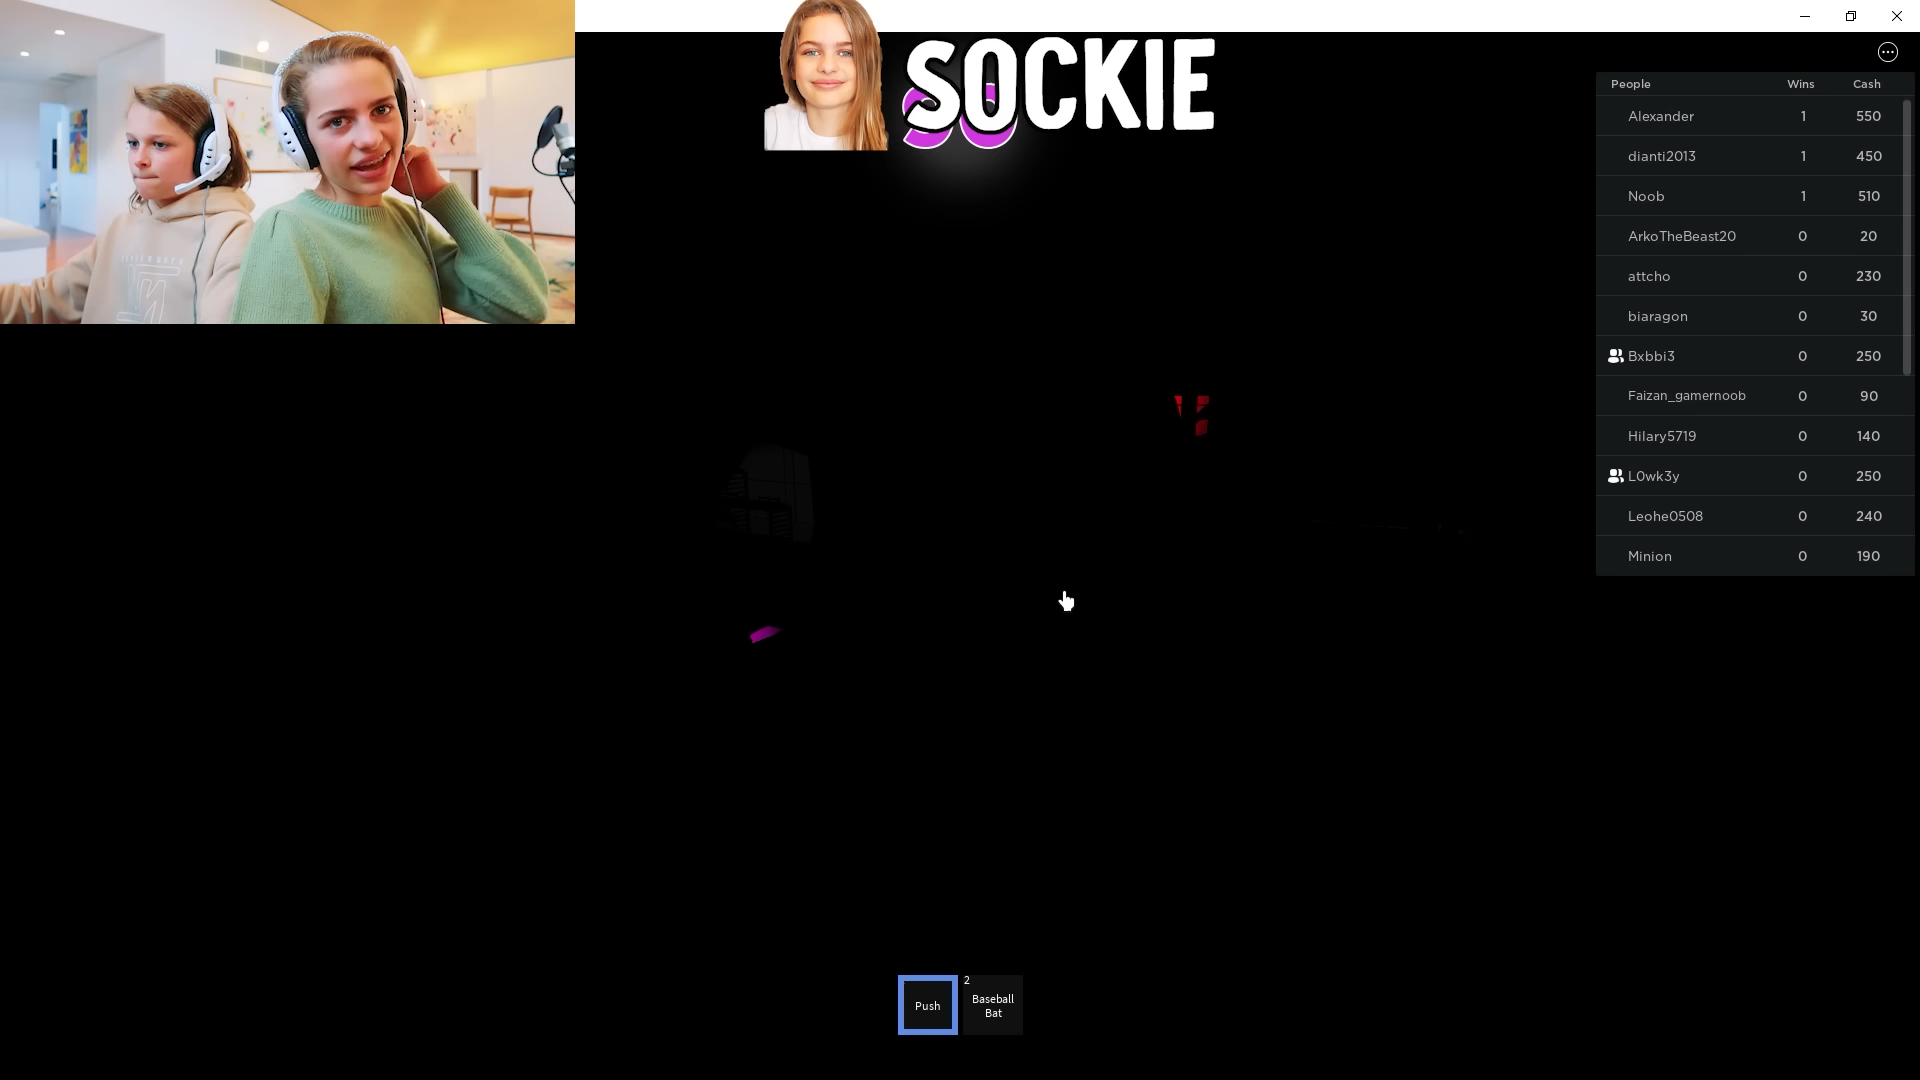 SOCKIE
People Wins Cash
Alexander 1 550
dianti2013 1 450
Noob 1 510
ArkoTheBeast20 0 20
attcho 0 230
biaragon 0 30
Bxbbi3 0 250
Faizan_gamernoob 0 90
Hilary5719 0 140
L0wk3y 0 250
Leohe0508 0 240
Minion 0 190
Push
2
Baseball
Bat